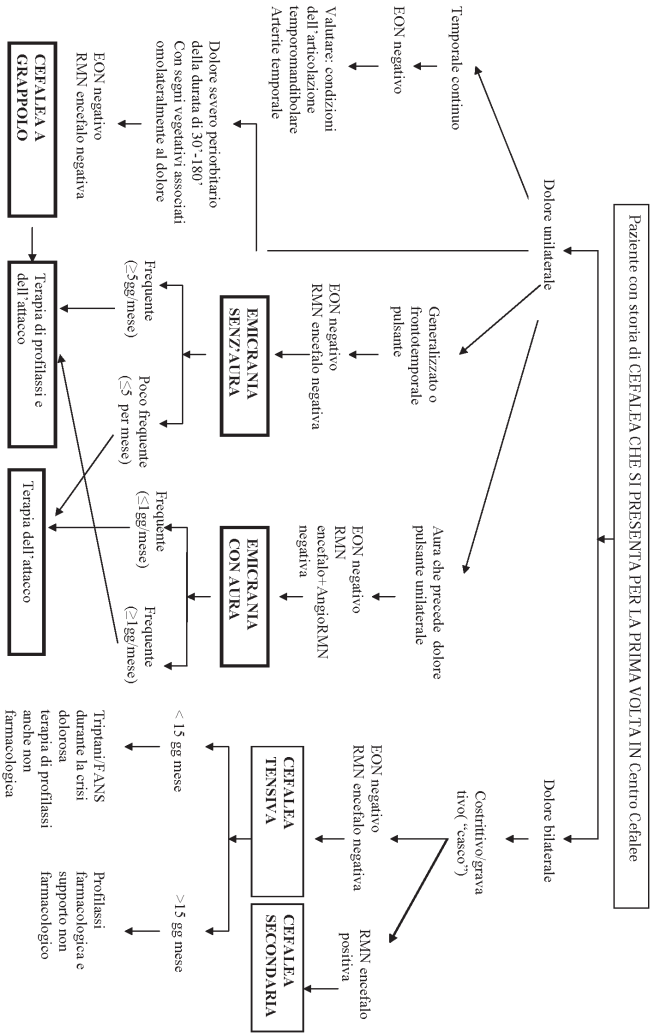 Paziente con storia di CEFALEA CHE SI PRESENTA PER LA PRIMA VOLTA IN Centro Cefalee
Dolore unilaterale
Dolore bilaterale
Temporale continuo
EON negativo
Valutare: condizioni
dell'articolazione
temporomandibolare
Arterite temporale
Dolore severo periorbitario
della durata di 30'-180'
Con segni vegetativi associati
omolateralmente al dolore
EON negativo
RMN encefalo negativa
CEFALEA A
GRAPPOLO
Generalizzato o
frontotemporale
pulsante
EON negativo
RMN encefalo negativa
EMICRANIA
SENZ'AURA
Frequente
(≥5gg/mese)
Poco frequente
(≤5 per mese)
Terapia di profilassi e
dell'attacco
Aura che precede dolore
pulsante unilaterale
EON negativo
RMN
encefalo+AngioRMN
negativa
EMICRANIA
CON AURA
Frequente
(≤1gg/mese)
Frequente
(≥1gg/mese)
Terapia dell'attacco
Costrittivo/grava
tivo( “casco”)
EON negativo
RMN encefalo negativa
CEFALEA
TENSIVA
< 15 gg mese
Triptani/FANS
durante la crisi
dolorosa
terapia di profilassi
anche non
farmacologica
>15 gg mese
Profilassi
farmacologica e
supporto non
farmacologico
RMN encefalo
positiva
CEFALEA
SECONDARIA